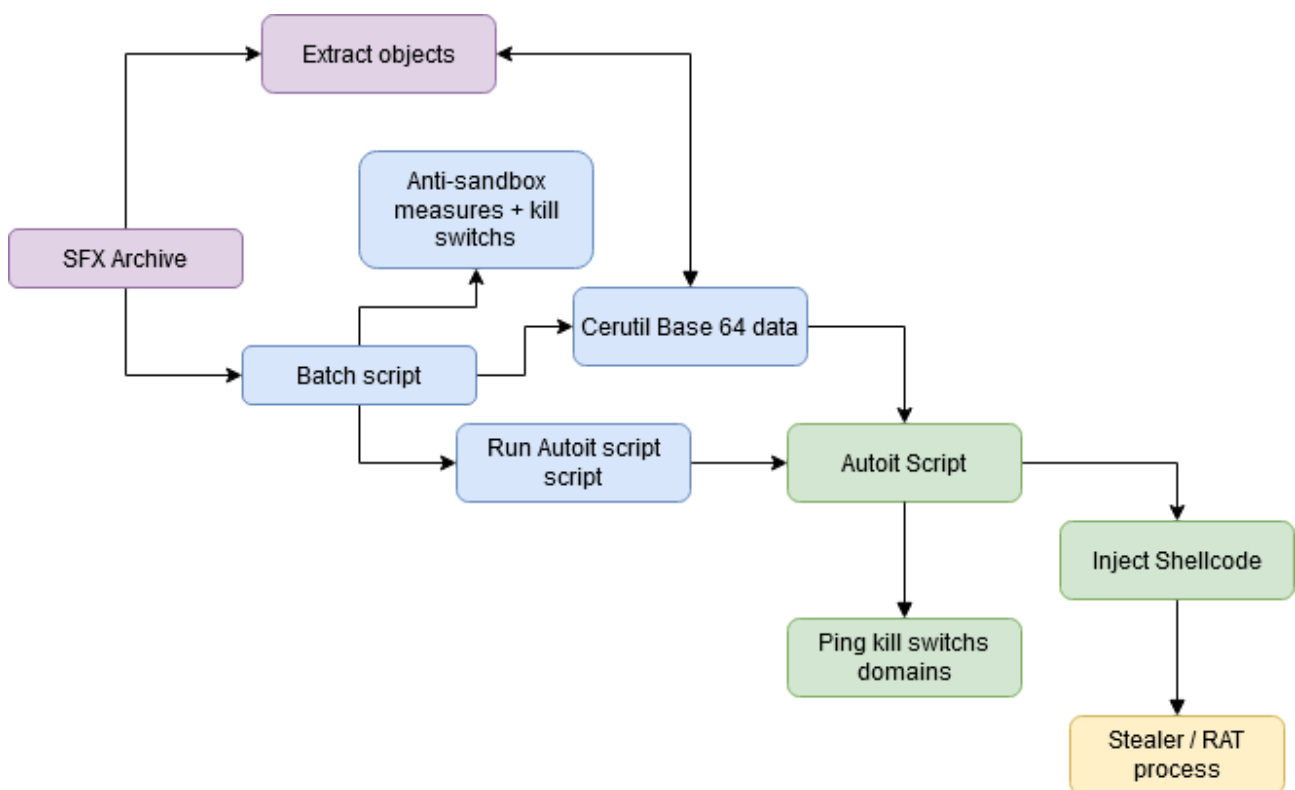 Extract objects
Anti-sandbox
measures + kill
switchs
SFX Archive
Cerutil Base 64 data
Batch script
Run Autoit script
script
Autoit Script
Inject Shellcode
Ping kill switchs
domains
Stealer / RAT
process